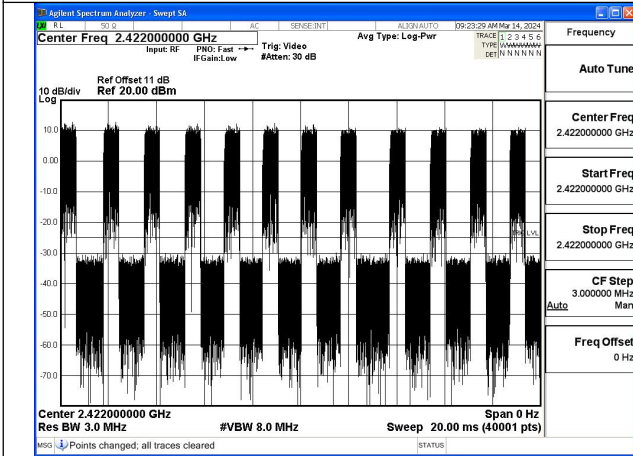 Agilent Spectrum Analyzer - Swept SA
RL 50 Ω AC SENSE:INT ALIGN AUTO 09:23:29 AM Mar 14, 2024
Center Freq 2.422000000 GHz
Input: RF PNO: Fast
IFGain:Low
Trig: Video
#Atten: 30 dB
Avg Type: Log-Pwr
TRACE 1 2 3 4 5 6
TYPE WWWWWW
DET N N N N N N
Ref Offset 11 dB
10 dB/div Ref 20.00 dBm
Log
10.0
0.00
-10.0
-20.0
TRIG LVL
-30.0
-40.0
-50.0
-60.0
-70.0
Center 2.422000000 GHz Span 0 Hz
Res BW 3.0 MHz #VBW 8.0 MHz Sweep 20.00 ms (40001 pts)
MSG Points changed; all traces cleared STATUS
Frequency
Auto Tune
Center Freq
2.422000000 GHz
Start Freq
2.422000000 GHz
Stop Freq
2.422000000 GHz
CF Step
3.000000 MHz
Auto Man
Freq Offset
0 Hz